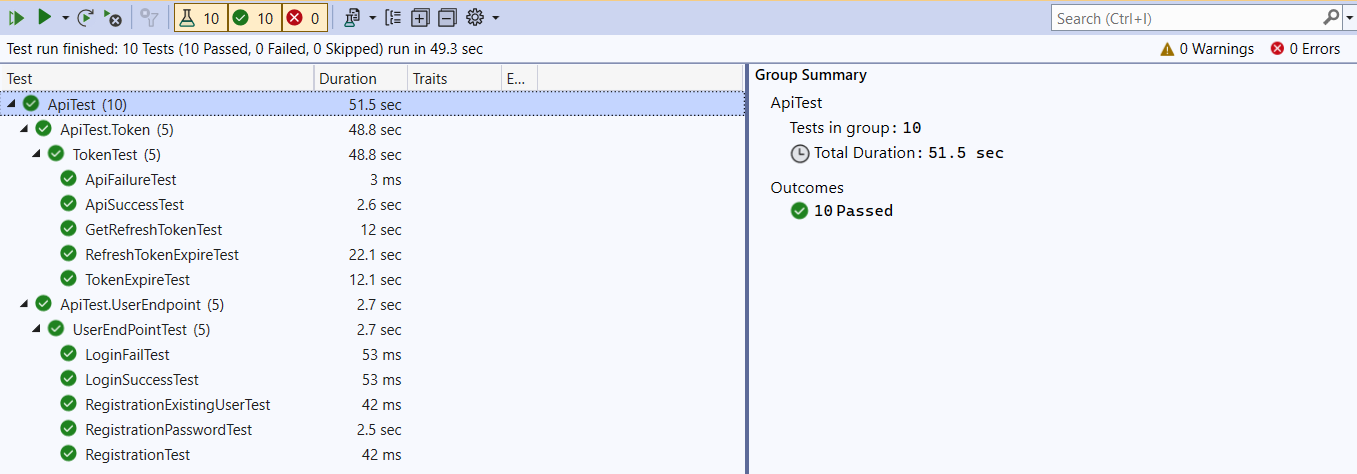 10 10 0 Search (Ctrl+I)
Test run finished: 10 Tests (10 Passed, 0 Failed, 0 Skipped) run in 49.3 sec 0 Warnings 0 Errors
Test Duration Traits E...
ApiTest (10) 51.5 sec
ApiTest.Token (5) 48.8 sec
TokenTest (5) 48.8 sec
ApiFailureTest 3 ms
ApiSuccessTest 2.6 sec
GetRefreshTokenTest 12 sec
RefreshTokenExpireTest 22.1 sec
TokenExpireTest 12.1 sec
ApiTest.UserEndpoint (5) 2.7 sec
UserEndPointTest (5) 2.7 sec
LoginFailTest 53 ms
LoginSuccessTest 53 ms
RegistrationExistingUserTest 42 ms
RegistrationPasswordTest 2.5 sec
RegistrationTest 42 ms
Group Summary
ApiTest
Tests in group: 10
Total Duration: 51.5 sec
Outcomes
10 Passed